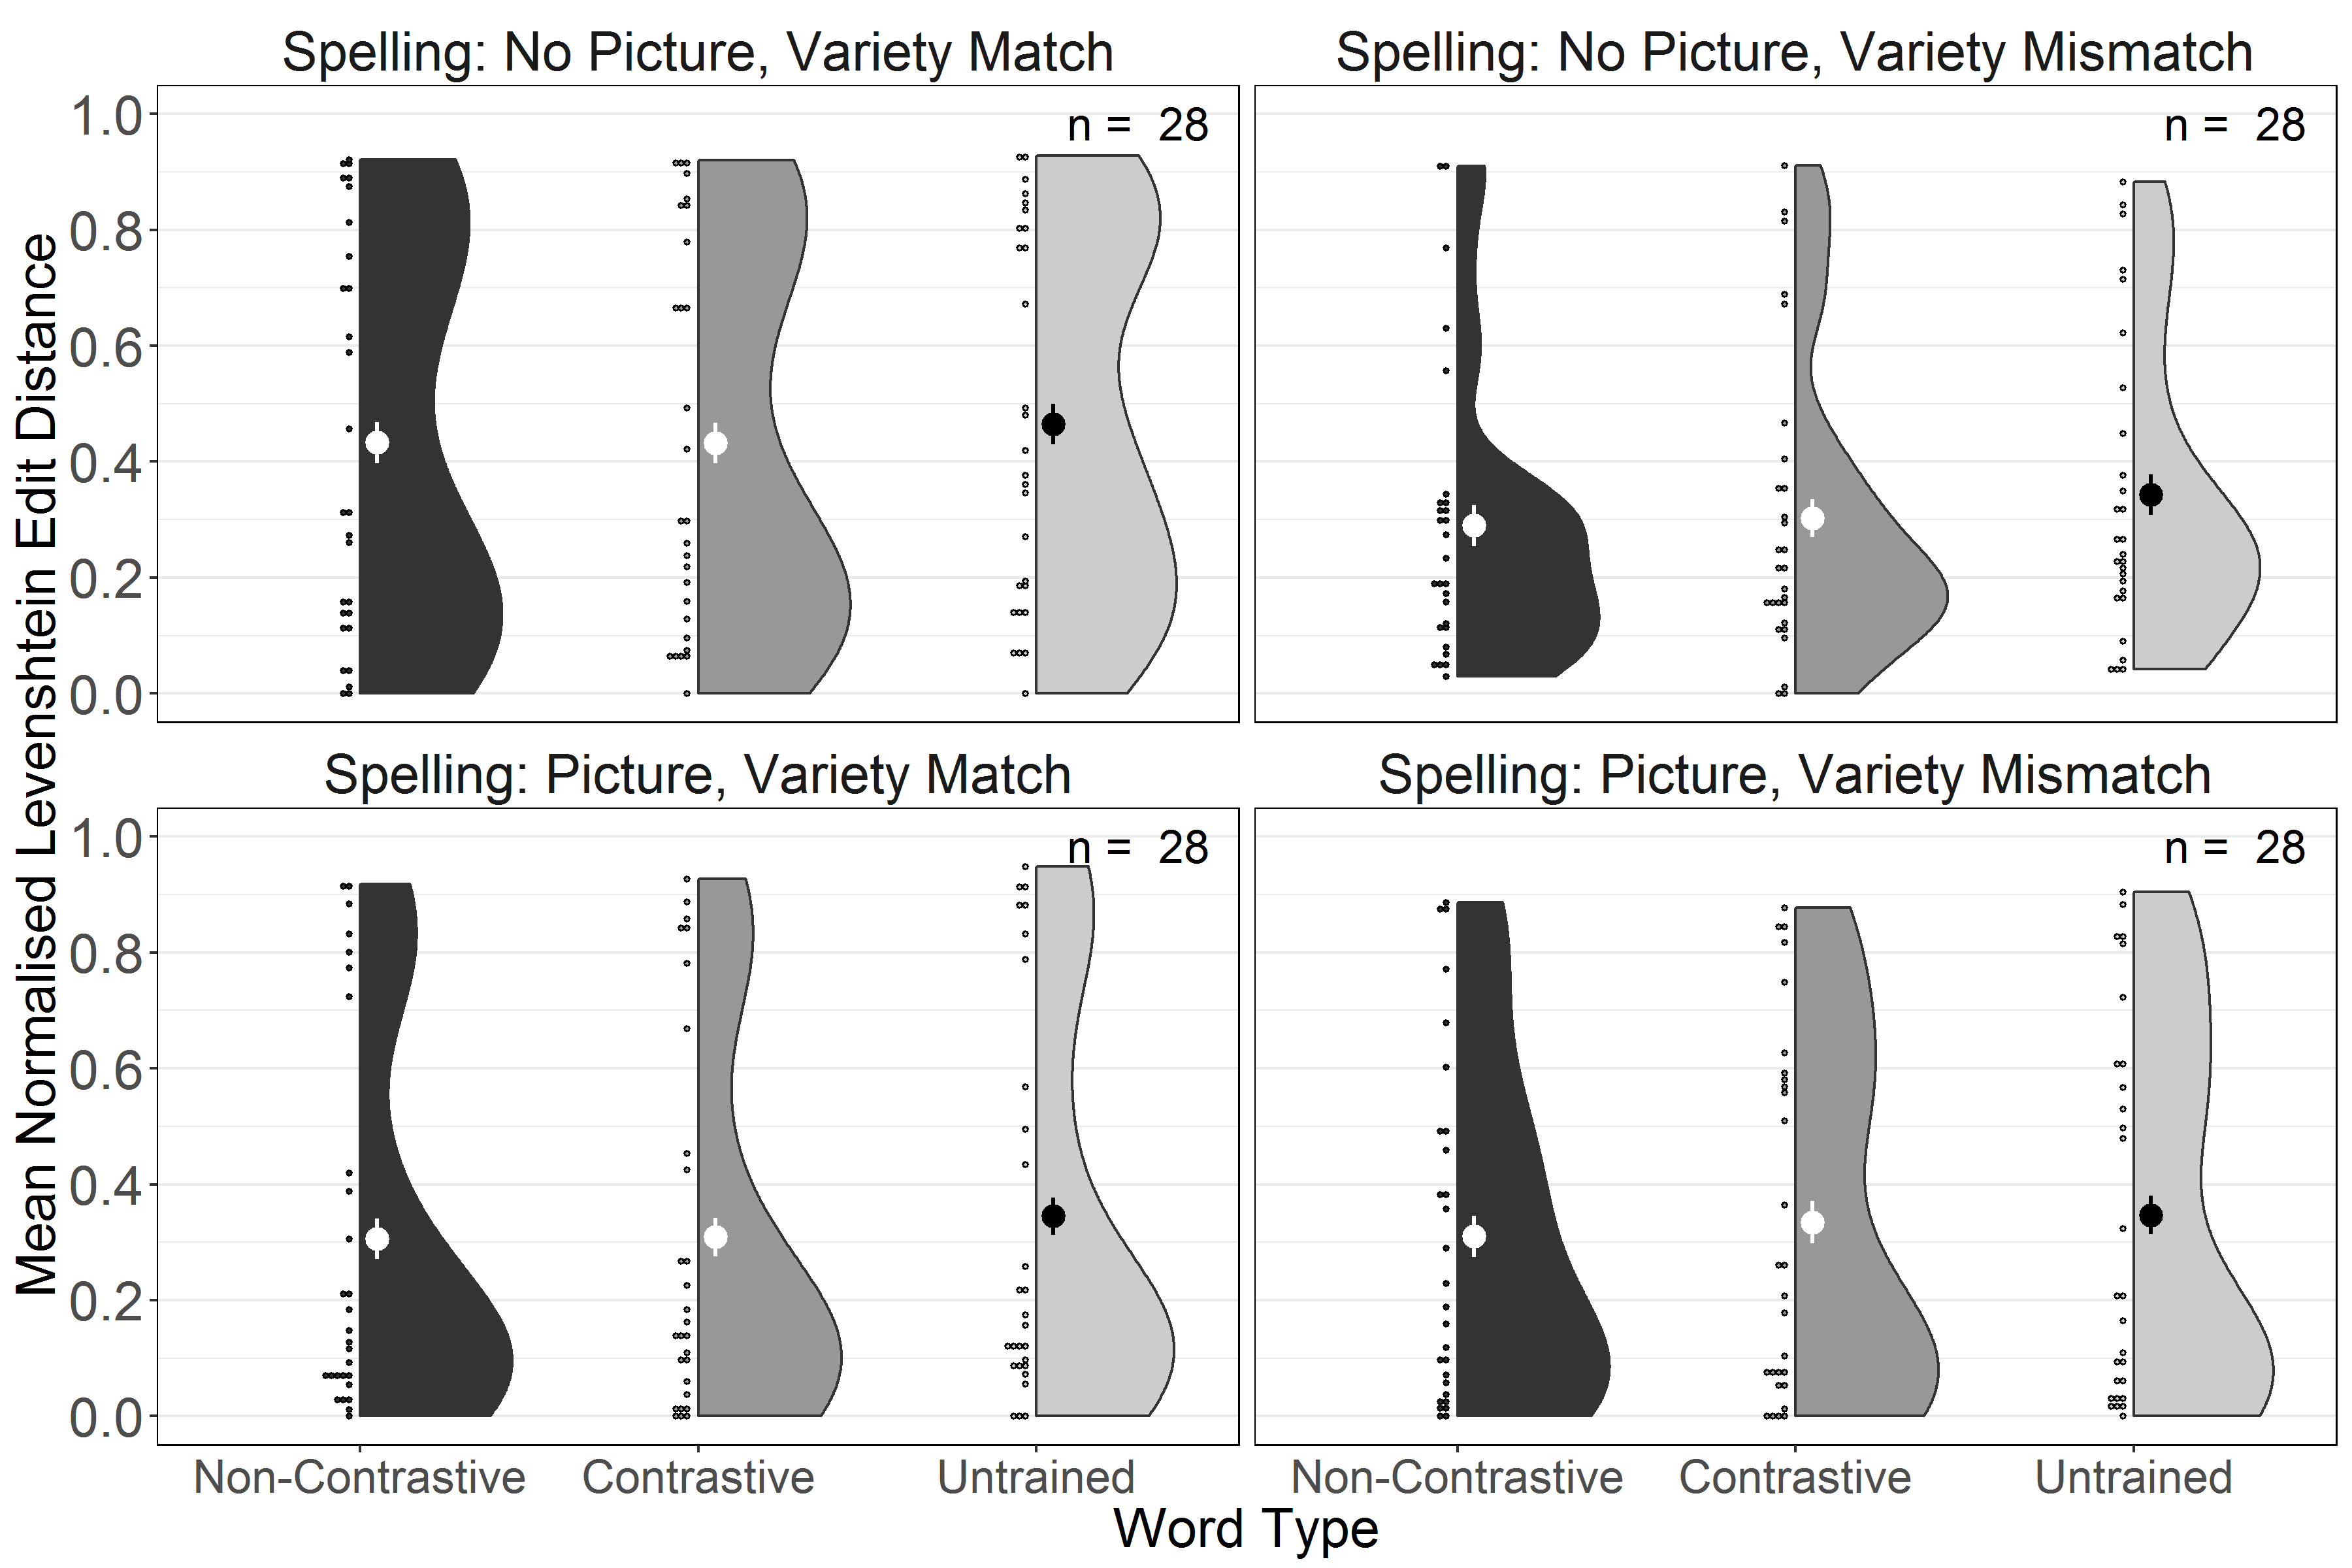 Spelling: No Picture, Variety Match
Spelling: No Picture, Variety Mismatch
Mean Normalised Levenshtein Edit Distance
1.0
0.8
0.6
0.4
0.2
0.0
n = 28
n = 28
Spelling: Picture, Variety Match
Spelling: Picture, Variety Mismatch
1.0
0.8
0.6
0.4
0.2
0.0
n = 28
n = 28
Non-Contrastive Contrastive Untrained
Non-Contrastive Contrastive Untrained
Word Type